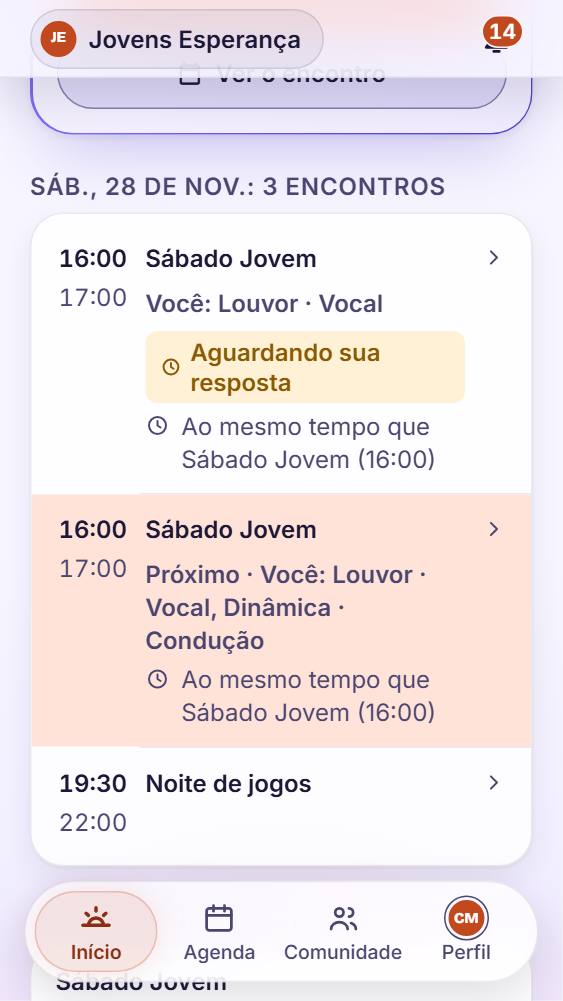 JE Jovens Esperança 14
Ver o encontro
SÁB., 28 DE NOV.: 3 ENCONTROS
16:00 Sábado Jovem
17:00 Você: Louvor · Vocal
Aguardando sua
resposta
Ao mesmo tempo que
Sábado Jovem (16:00)
16:00 Sábado Jovem
17:00 Próximo · Você: Louvor ·
Vocal, Dinâmica ·
Condução
Ao mesmo tempo que
Sábado Jovem (16:00)
19:30 Noite de jogos
22:00
CM
Início Agenda Comunidade Perfil
Sábado Jovem